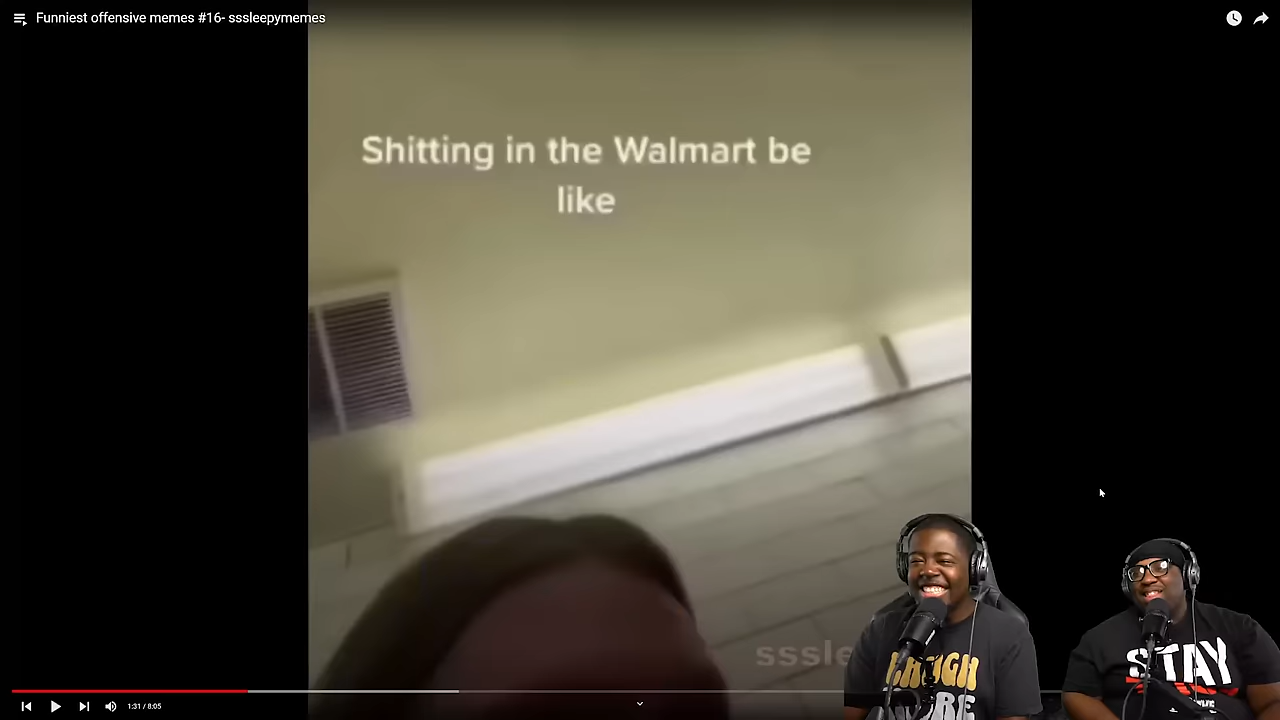 Funniest offensive memes #16- sssleepymemes
Shitting in the Walmart be
like
sssle
STAY
1:31 / 8:05